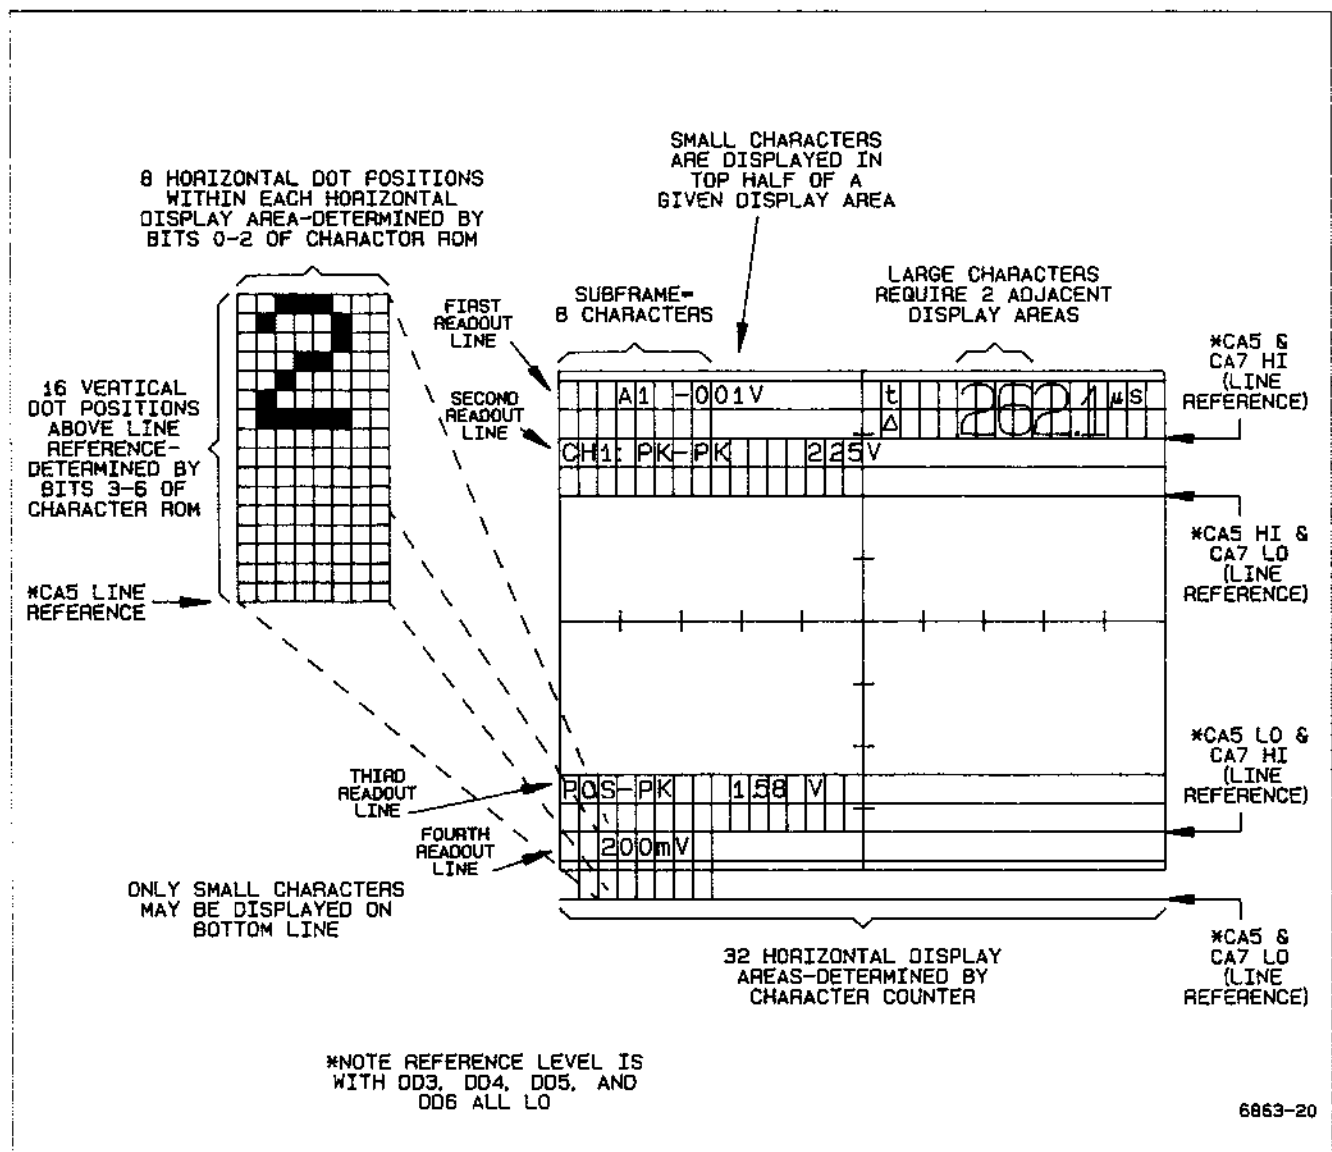 SMALL CHARACTERS
ARE DISPLAYED IN
TOP HALF OF A
GIVEN DISPLAY AREA
8 HORIZONTAL DOT POSITIONS
WITHIN EACH HORIZONTAL
DISPLAY AREA-DETERMINED BY
BITS 0-2 OF CHARACTOR ROM
LARGE CHARACTERS
REQUIRE 2 ADJACENT
DISPLAY AREAS
SUBFRAME=
8 CHARACTERS
FIRST
READOUT
LINE
*CA5 &
CA7 HI
(LINE
REFERENCE)
16 VERTICAL
DOT POSITIONS
ABOVE LINE
REFERENCE-
DETERMINED BY
BITS 3-6 OF
CHARACTER ROM
SECOND
READOUT
LINE
A1 -001V
t
Δ
262.1 μs
CH1: PK-PK 225V
*CA5 HI &
CA7 LO
(LINE
REFERENCE)
*CA5 LINE
REFERENCE
*CA5 LO &
CA7 HI
(LINE
REFERENCE)
THIRD
READOUT
LINE
POS-PK 1.58 V
FOURTH
READOUT
LINE
200mV
ONLY SMALL CHARACTERS
MAY BE DISPLAYED ON
BOTTOM LINE
32 HORIZONTAL DISPLAY
AREAS-DETERMINED BY
CHARACTER COUNTER
*CA5 &
CA7 LO
(LINE
REFERENCE)
*NOTE REFERENCE LEVEL IS
WITH DD3, DD4, DD5, AND
DD6 ALL LO
6863-20